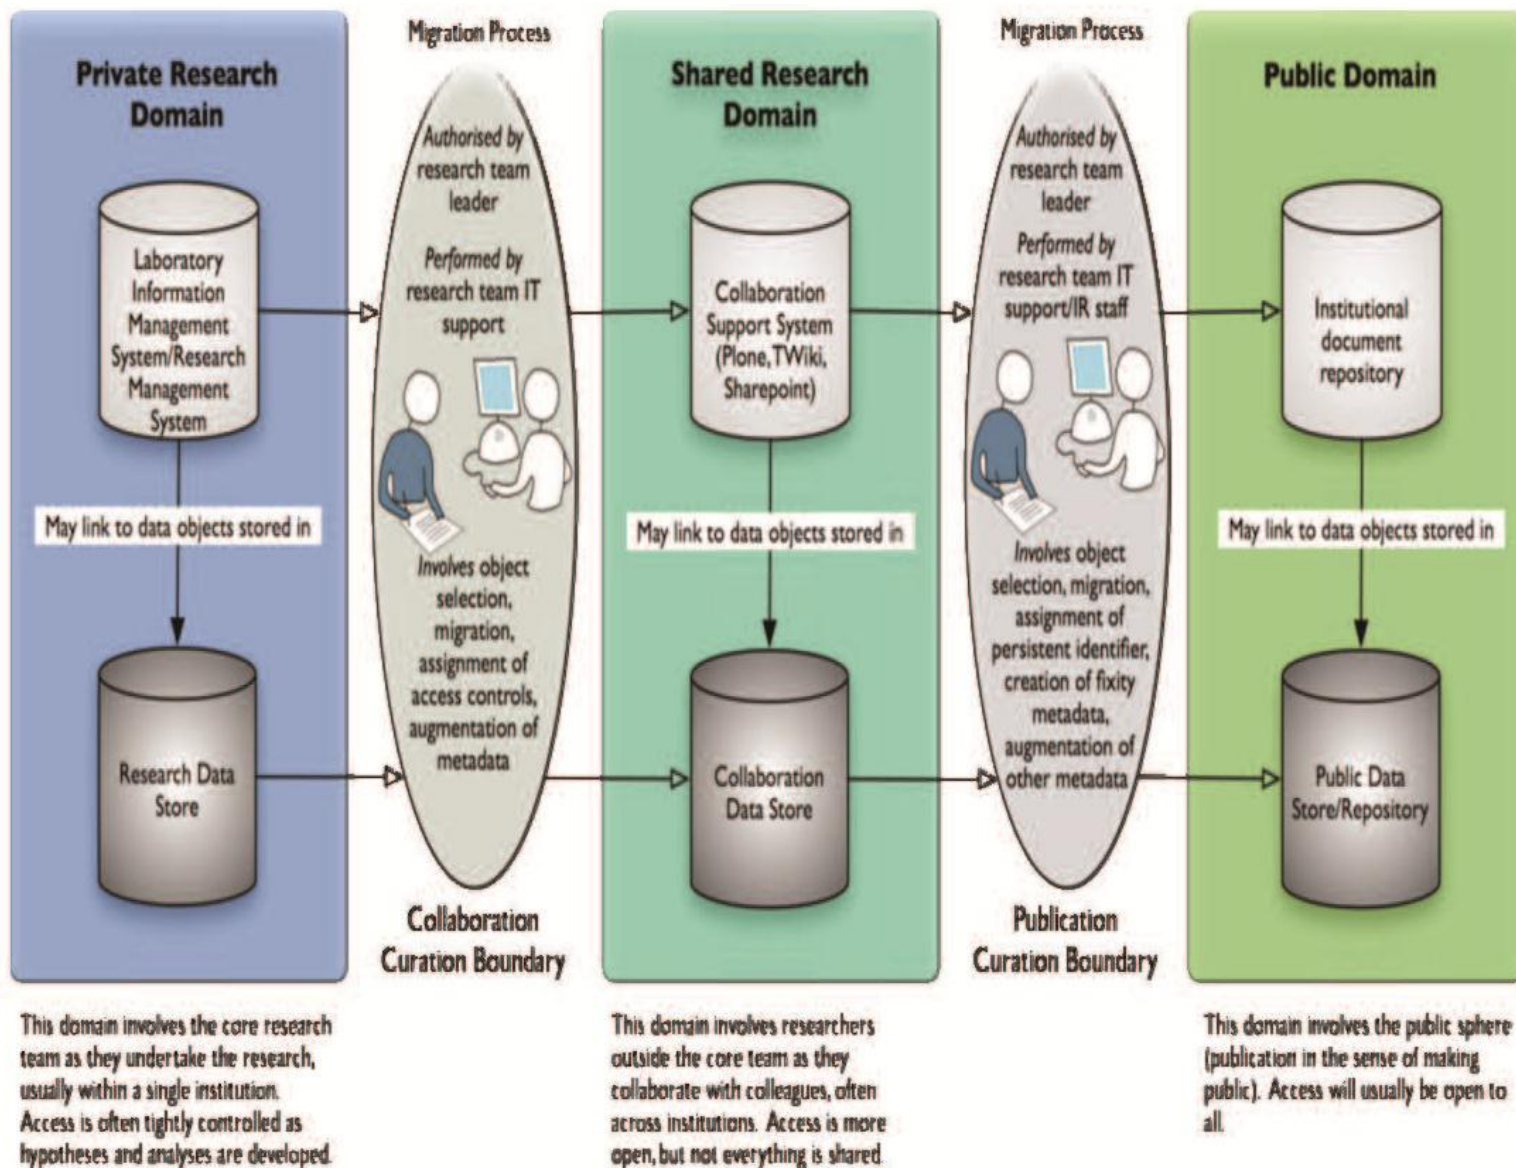 Private Research
Domain
Laboratory
Information
Management
System/Research
Management
System
May link to data objects stored in
Research Data
Store
This domain involves the core research
team as they undertake the research,
usually within a single institution.
Access is often tightly controlled as
hypotheses and analyses are developed.
Migration Process
Authorised by
research team
leader
Performed by
research team IT
support
Involves object
selection,
migration,
assignment of
access controls,
augmentation of
metadata
Collaboration
Curation Boundary
Shared Research
Domain
Collaboration
Support System
(Plone, TWiki,
Sharepoint)
May link to data objects stored in
Collaboration
Data Store
This domain involves researchers
outside the core team as they
collaborate with colleagues, often
across institutions. Access is more
open, but not everything is shared
Migration Process
Authorised by
research team
leader
Performed by
research team IT
support/IR staff
Involves object
selection, migration,
assignment of
persistent identifier,
creation of fixity
metadata,
augmentation of
other metadata
Publication
Curation Boundary
Public Domain
Institutional
document
repository
May link to data objects stored in
Public Data
Store/Repository
This domain involves the public sphere
(publication in the sense of making
public). Access will usually be open to
all.